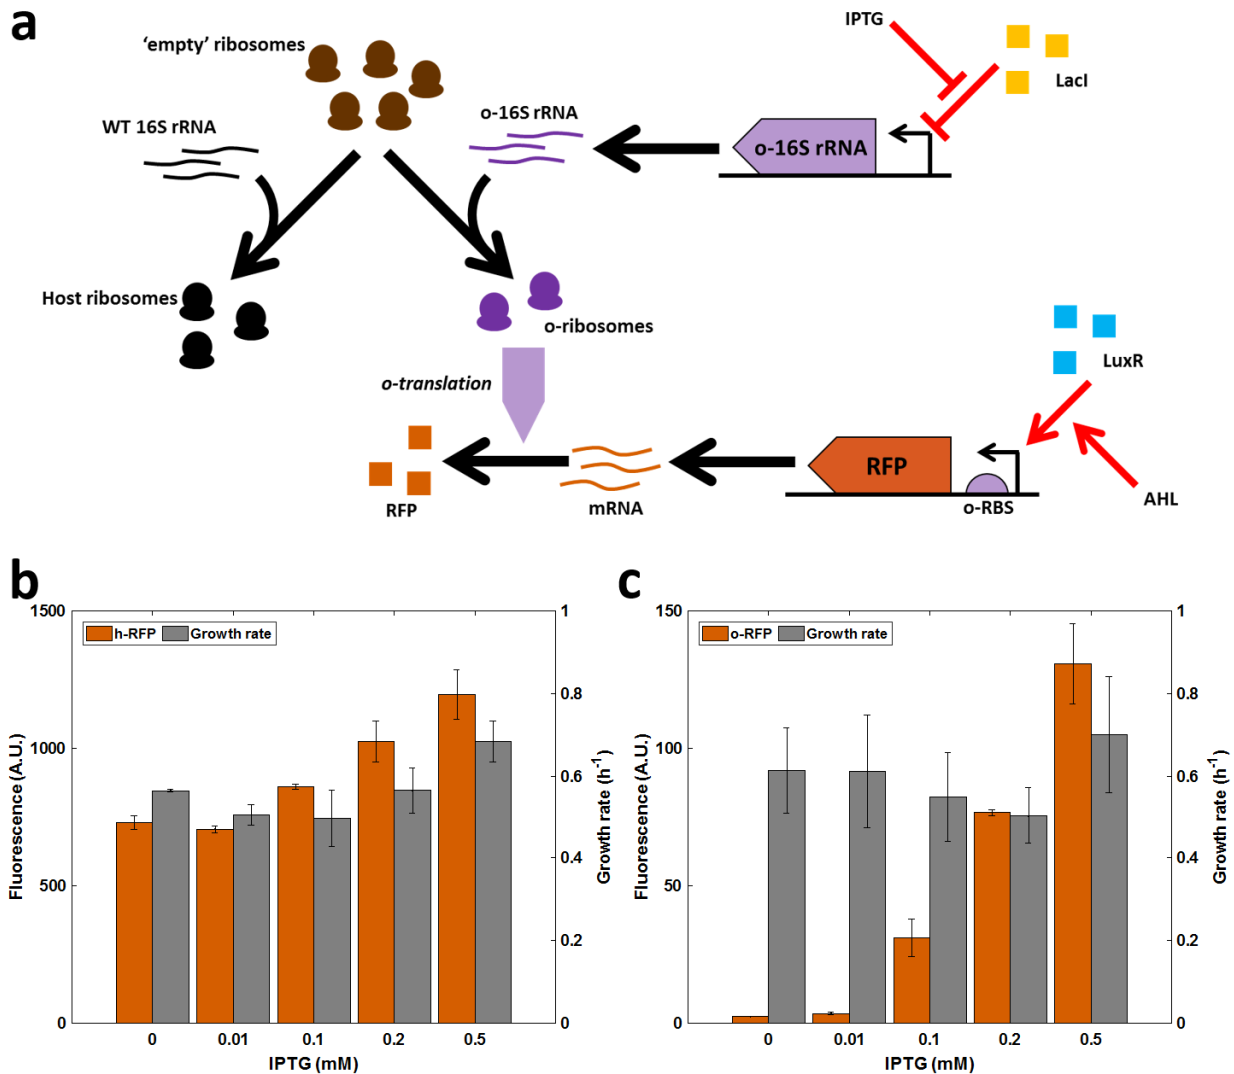 a
'empty' ribosomes
IPTG
LacI
WT 16S rRNA
o-16S rRNA
o-16S rRNA
Host ribosomes
o-ribosomes
LuxR
o-translation
RFP
RFP
mRNA
o-RBS
AHL
b
1500
1000
500
0
Fluorescence (A.U.)
h-RFP
Growth rate
1
0.8
0.6
0.4
0.2
0
Growth rate (h-1)
0
0.01
0.1
0.2
0.5
IPTG (mM)
c
150
100
50
0
Fluorescence (A.U.)
o-RFP
Growth rate
1
0.8
0.6
0.4
0.2
0
Growth rate (h-1)
0
0.01
0.1
0.2
0.5
IPTG (mM)